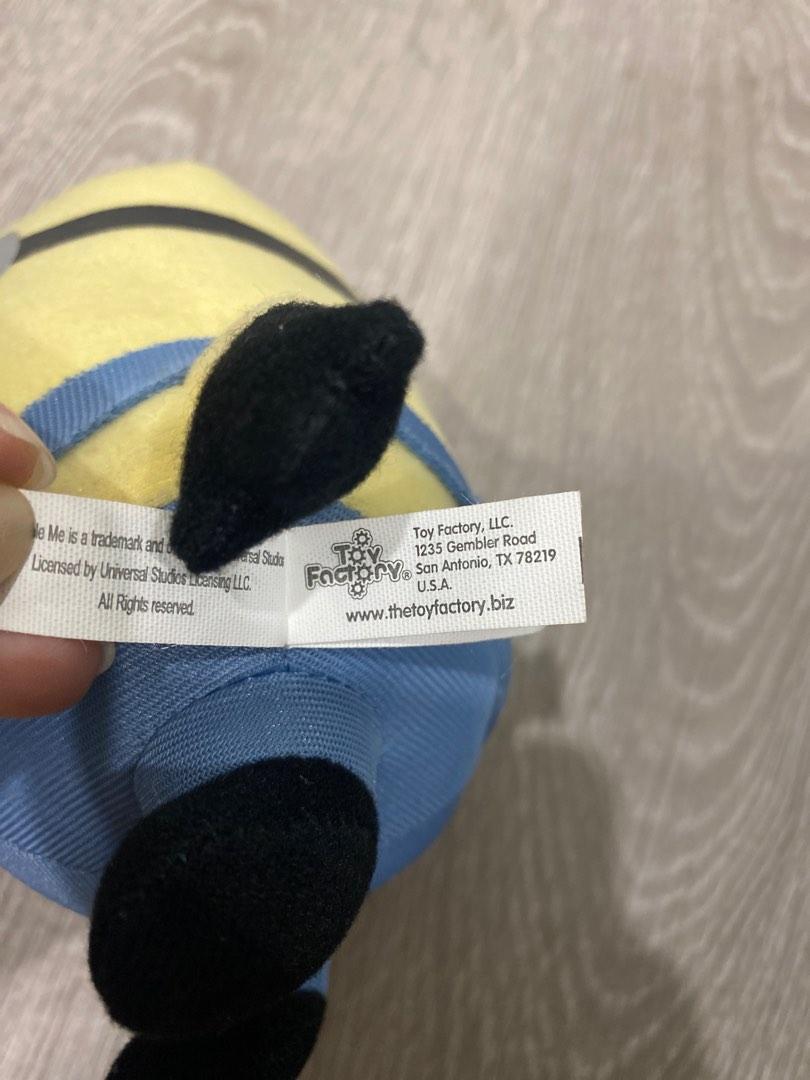 Me is a trademark and
Licensed by Universal Studios Licensing LLC.
All Rights reserved.
Toy
Factory®
Toy Factory, LLC.
1235 Gembler Road
San Antonio, TX 78219
U.S.A.
www.thetoyfactory.biz